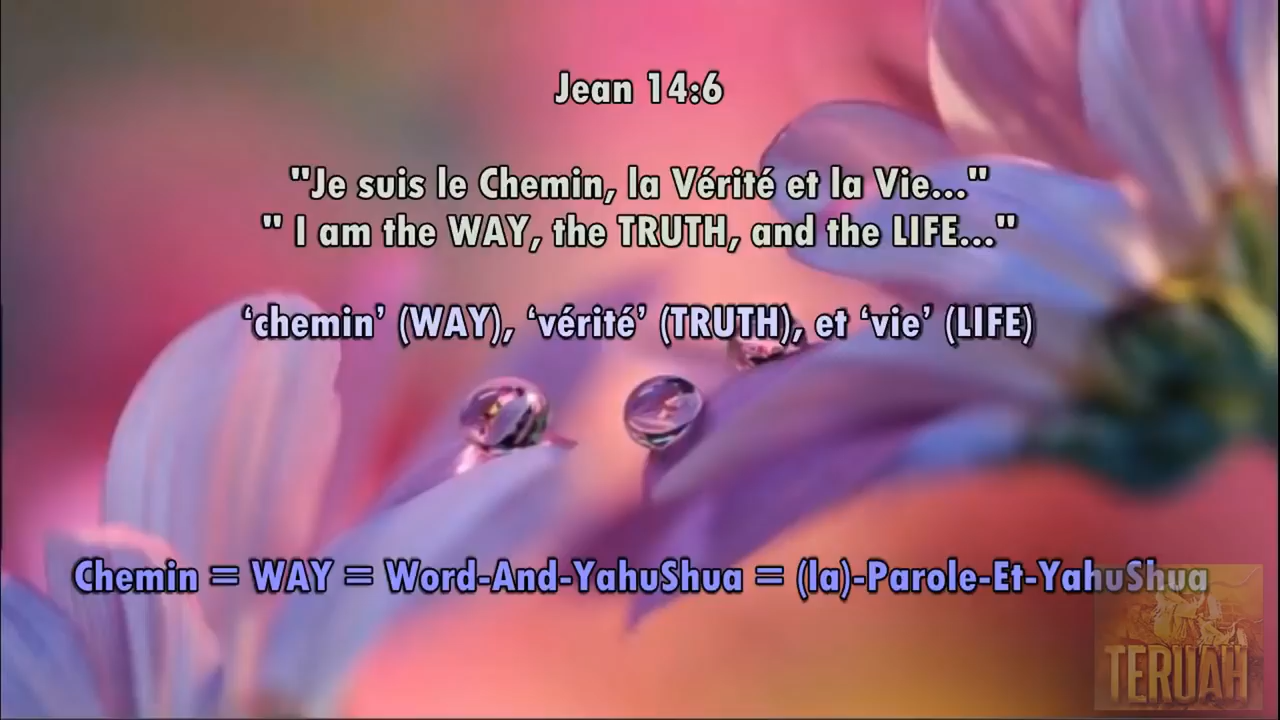 Jean 14:6
"Je suis le Chemin, la Vérité et la Vie..."
" I am the WAY, the TRUTH, and the LIFE..."
‘chemin’ (WAY), ‘vérité’ (TRUTH), et ‘vie’ (LIFE)
Chemin = WAY = Word-And-YahuShua = (la)-Parole-Et-YahuShua
TERUAH